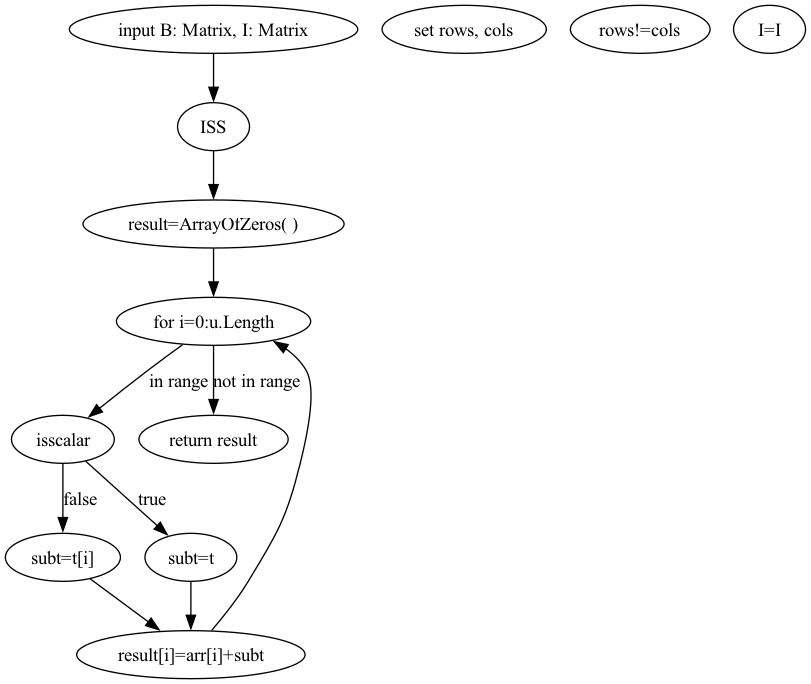 input B: Matrix, I: Matrix
set rows, cols
rows!=cols
I=I
ISS
result=ArrayOfZeros( )
for i=0:u.Length
in range
not in range
isscalar
return result
false
true
subt=t[i]
subt=t
result[i]=arr[i]+subt